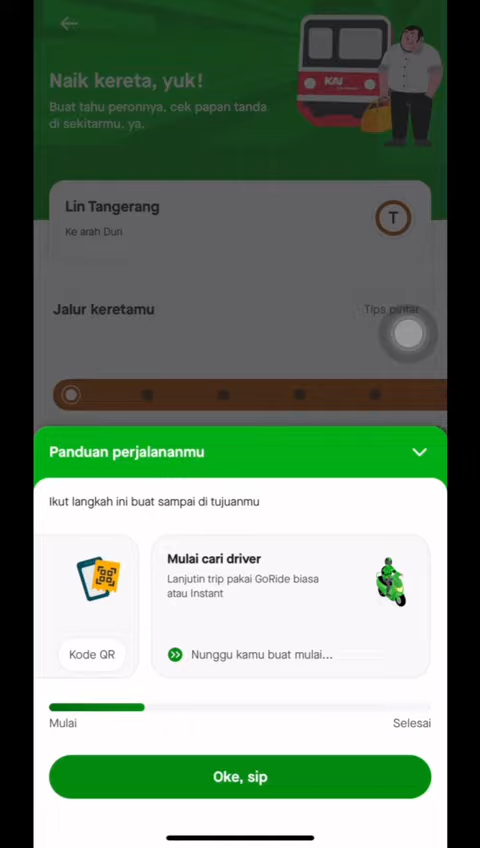 Naik kereta, yuk!
Buat tahu peronnya, cek papan tanda
di sekitarmu, ya.
KAI
Lin Tangerang
Ke arah Duri
T
Jalur keretamu
Tips pintar
Panduan perjalananmu
Ikut langkah ini buat sampai di tujuanmu
Kode QR
Mulai cari driver
Lanjutin trip pakai GoRide biasa
atau Instant
Nunggu kamu buat mulai...
Mulai
Selesai
Oke, sip